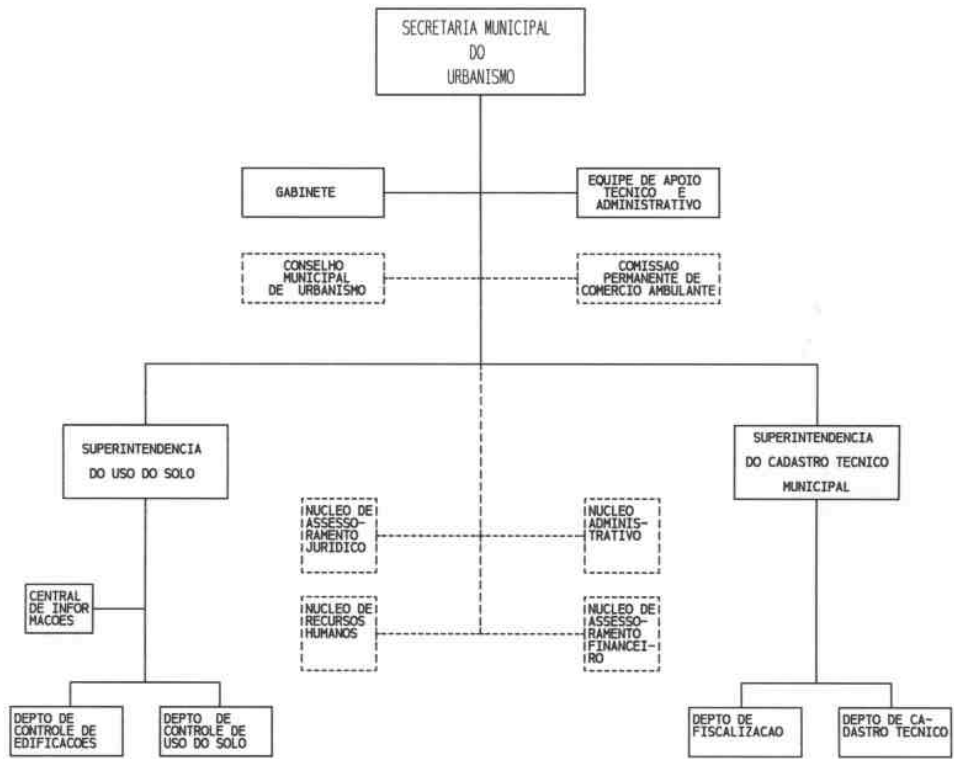 SECRETARIA MUNICIPAL
DO
URBANISMO
GABINETE
EQUIPE DE APOIO
TECNICO E
ADMINISTRATIVO
CONSELHO
MUNICIPAL
DE URBANISMO
COMISSAO
PERMANENTE DE
COMERCIO AMBULANTE
SUPERINTENDENCIA
DO USO DO SOLO
SUPERINTENDENCIA
DO CADASTRO TECNICO
MUNICIPAL
NUCLEO DE
ASSESSO-
RAMENTO
JURIDICO
NUCLEO
ADMINIS-
TRATIVO
CENTRAL
DE INFOR
MACOES
NUCLEO DE
RECURSOS
HUMANOS
NUCLEO DE
ASSESSO-
RAMENTO
FINANCEI-
RO
DEPTO DE
CONTROLE DE
EDIFICACOES
DEPTO DE
CONTROLE DE
USO DO SOLO
DEPTO DE
FISCALIZACAO
DEPTO DE CA-
DASTRO TECNICO